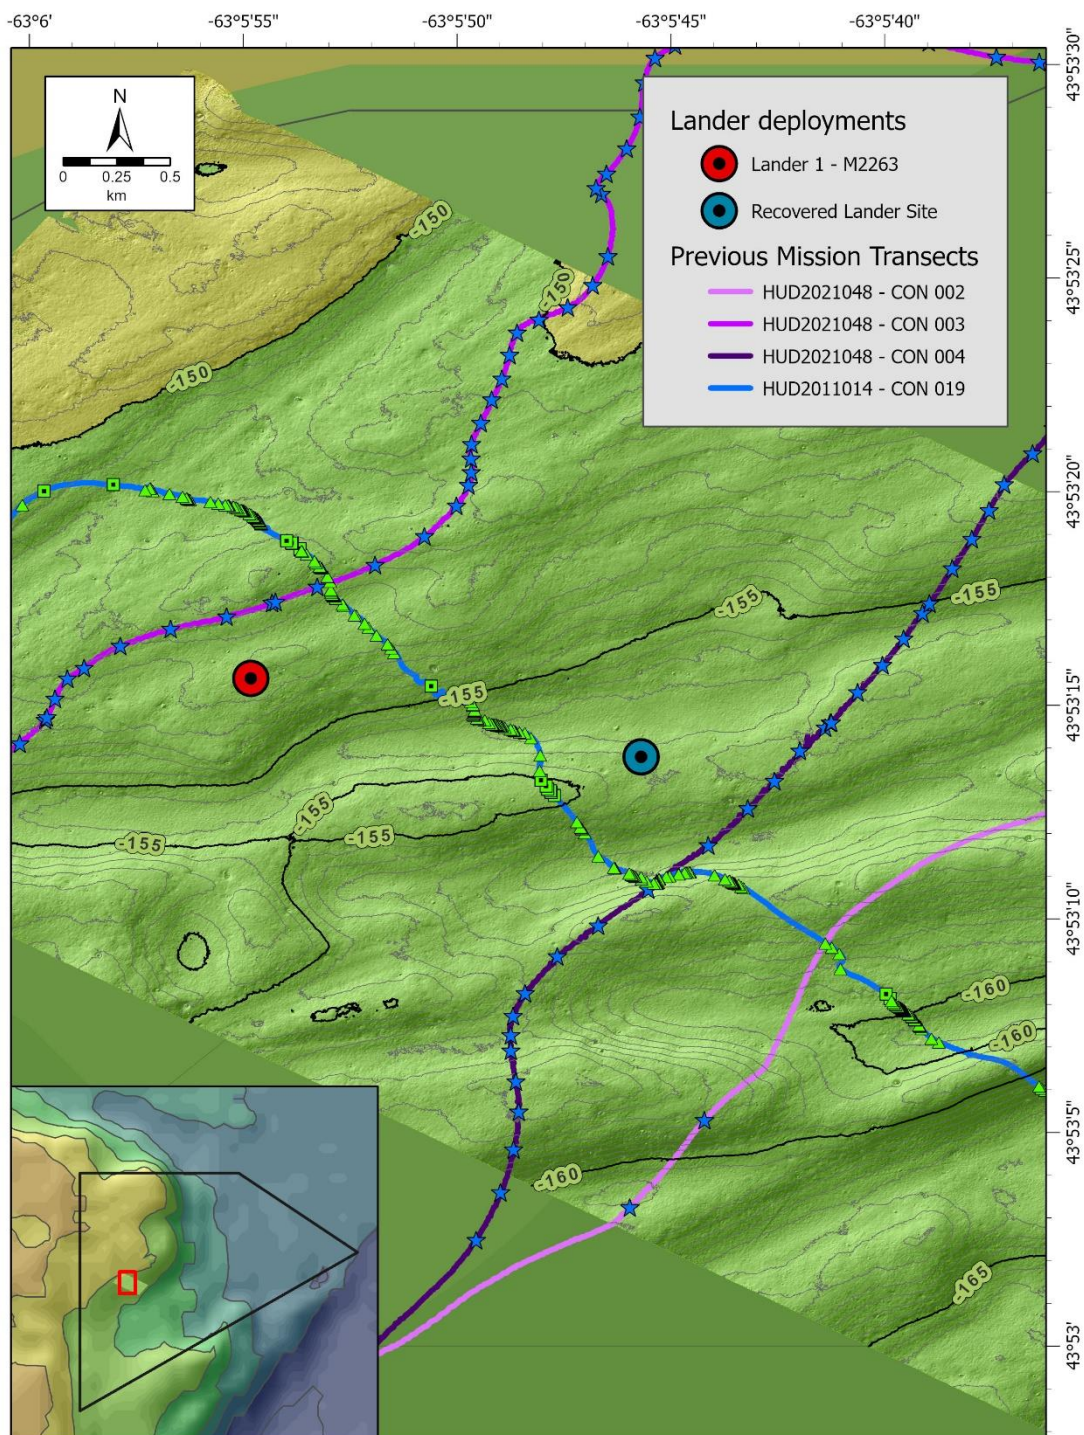 -63°6' -63°5'55" -63°5'50" -63°5'45" -63°5'40"
N
0 0.25 0.5
km
Lander deployments
Lander 1 - M2263
Recovered Lander Site
Previous Mission Transects
HUD2021048 - CON 002
HUD2021048 - CON 003
HUD2021048 - CON 004
HUD2011014 - CON 019
43°53'30"
43°53'25"
43°53'20"
43°53'15"
43°53'10"
43°53'5"
43°53'
-150
-150
-150
-155
-155
-155
-155
-155
-155
-160
-160
-160
-165